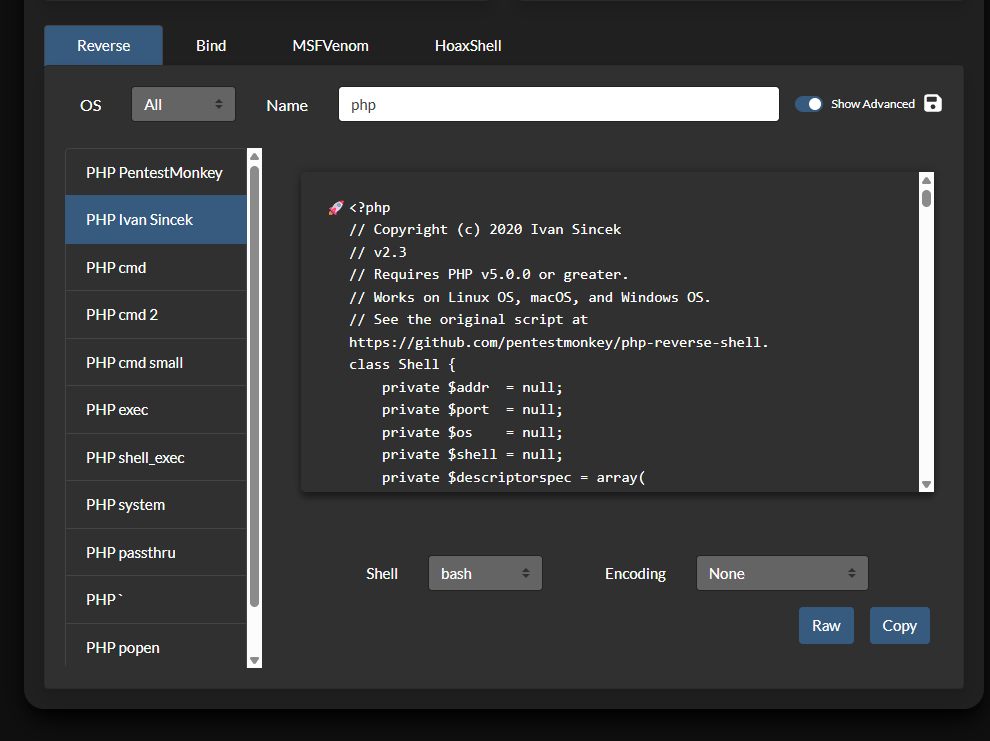 Reverse Bind MSFVenom HoaxShell
OS All Name php Show Advanced
PHP PentestMonkey
PHP Ivan Sincek
PHP cmd
PHP cmd 2
PHP cmd small
PHP exec
PHP shell_exec
PHP system
PHP passthru
PHP `
PHP popen
<?php
// Copyright (c) 2020 Ivan Sincek
// v2.3
// Requires PHP v5.0.0 or greater.
// Works on Linux OS, macOS, and Windows OS.
// See the original script at
https://github.com/pentestmonkey/php-reverse-shell.
class Shell {
    private $addr  = null;
    private $port  = null;
    private $os    = null;
    private $shell = null;
    private $descriptorspec = array(
Shell bash Encoding None
Raw Copy